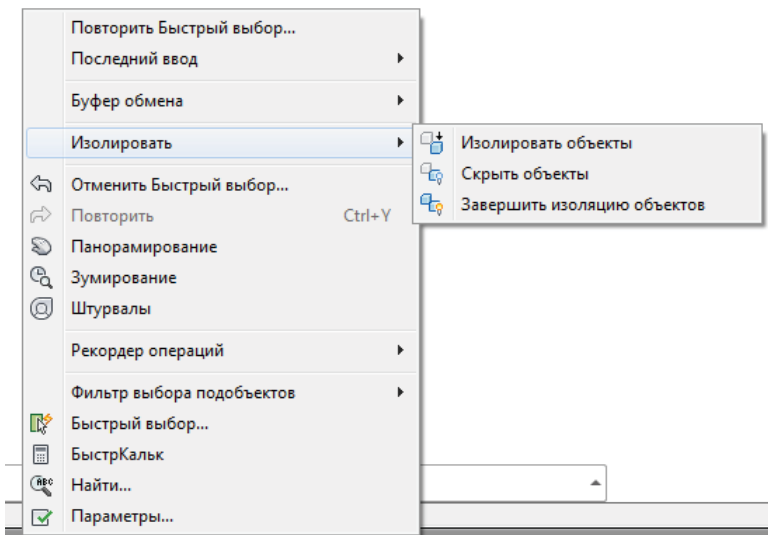 Повторить Быстрый выбор...
Последний ввод
Буфер обмена
Изолировать
Изолировать объекты
Скрыть объекты
Завершить изоляцию объектов
Отменить Быстрый выбор...
Повторить Ctrl+Y
Панорамирование
Зумирование
Штурвалы
Рекордер операций
Фильтр выбора подобъектов
Быстрый выбор...
БыстрКальк
ABC Найти...
Параметры...